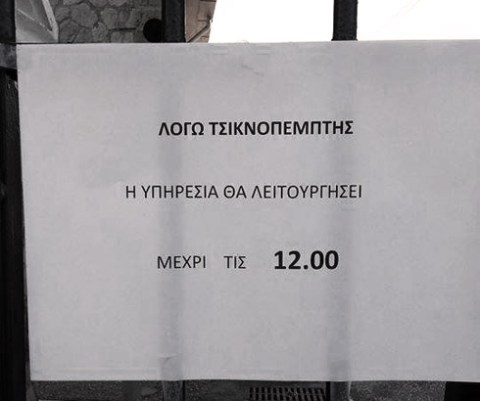 ΛΟΓΩ ΤΣΙΚΝΟΠΕΜΠΤΗΣ
Η ΥΠΗΡΕΣΙΑ ΘΑ ΛΕΙΤΟΥΡΓΗΣΕΙ
ΜΕΧΡΙ ΤΙΣ 12.00